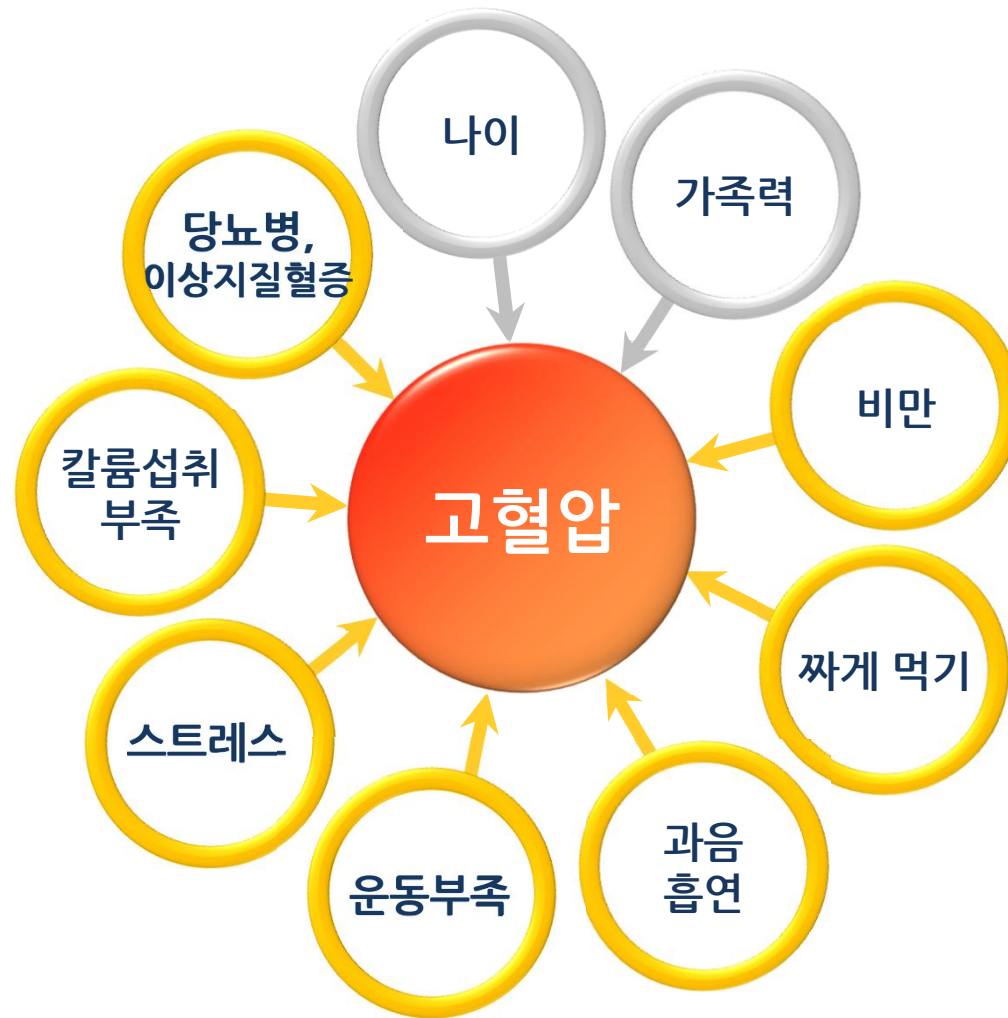 나이
가족력
당뇨병,
이상지질혈증
비만
칼륨섭취
부족
고혈압
짜게 먹기
스트레스
과음
흡연
운동부족